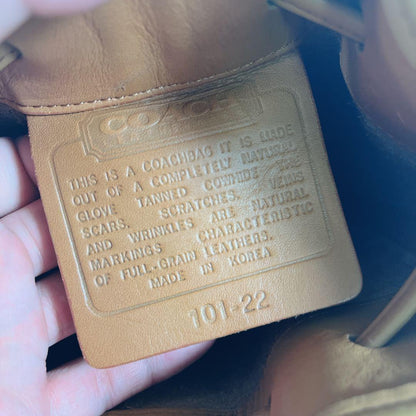 COACH
THIS IS A COACHBAG IT IS MADE
OUT OF A COMPLETELY NATURAL
GLOVE TANNED COWHIDE THE
SCARS. SCRATCHES. VEINS
AND WRINKLES ARE NATURAL
MARKINGS CHARACTERISTIC
OF FULL-GRAIN LEATHERS.
MADE IN KOREA
101-22